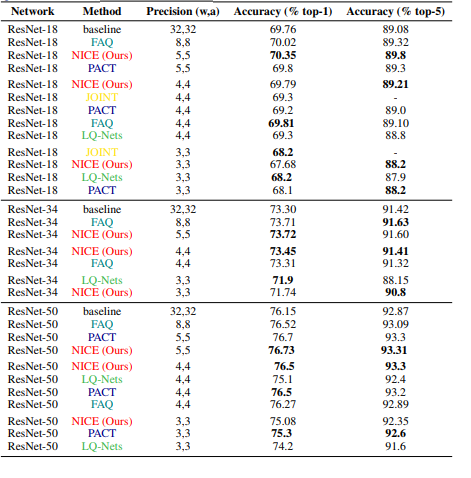 Network Method Precision (w,a) Accuracy (% top-1) Accuracy (% top-5)
ResNet-18 baseline 32,32 69.76 89.08
ResNet-18 FAQ 8,8 70.02 89.32
ResNet-18 NICE (Ours) 5,5 70.35 89.8
ResNet-18 PACT 5,5 69.8 89.3
ResNet-18 NICE (Ours) 4,4 69.79 89.21
ResNet-18 JOINT 4,4 69.3 -
ResNet-18 PACT 4,4 69.2 89.0
ResNet-18 FAQ 4,4 69.81 89.10
ResNet-18 LQ-Nets 4,4 69.3 88.8
ResNet-18 JOINT 3,3 68.2 -
ResNet-18 NICE (Ours) 3,3 67.68 88.2
ResNet-18 LQ-Nets 3,3 68.2 87.9
ResNet-18 PACT 3,3 68.1 88.2
ResNet-34 baseline 32,32 73.30 91.42
ResNet-34 FAQ 8,8 73.71 91.63
ResNet-34 NICE (Ours) 5,5 73.72 91.60
ResNet-34 NICE (Ours) 4,4 73.45 91.41
ResNet-34 FAQ 4,4 73.31 91.32
ResNet-34 LQ-Nets 3,3 71.9 88.15
ResNet-34 NICE (Ours) 3,3 71.74 90.8
ResNet-50 baseline 32,32 76.15 92.87
ResNet-50 FAQ 8,8 76.52 93.09
ResNet-50 PACT 5,5 76.7 93.3
ResNet-50 NICE (Ours) 5,5 76.73 93.31
ResNet-50 NICE (Ours) 4,4 76.5 93.3
ResNet-50 LQ-Nets 4,4 75.1 92.4
ResNet-50 PACT 4,4 76.5 93.2
ResNet-50 FAQ 4,4 76.27 92.89
ResNet-50 NICE (Ours) 3,3 75.08 92.35
ResNet-50 PACT 3,3 75.3 92.6
ResNet-50 LQ-Nets 3,3 74.2 91.6